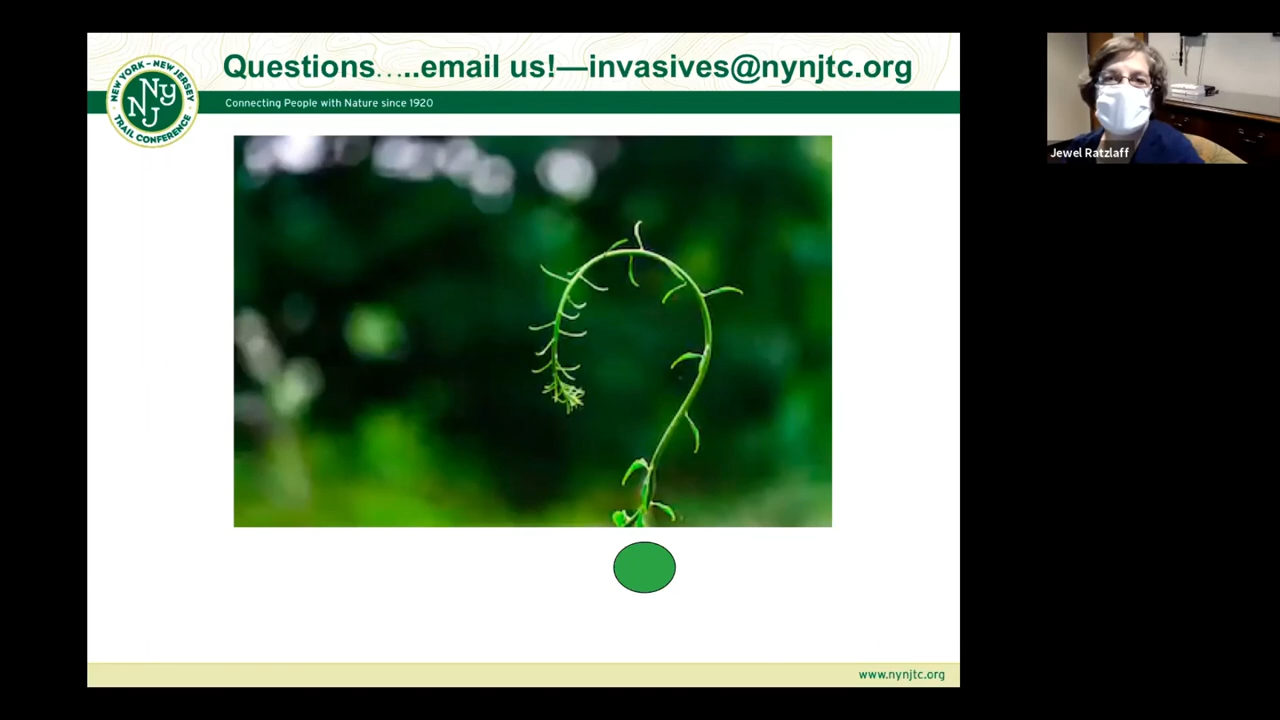 Questions…..email us!—invasives@nynjtc.org
NEW YORK - NEW JERSEY
NY
NJ
TRAIL CONFERENCE
Connecting People with Nature since 1920
Jewel Ratzlaff
www.nynjtc.org